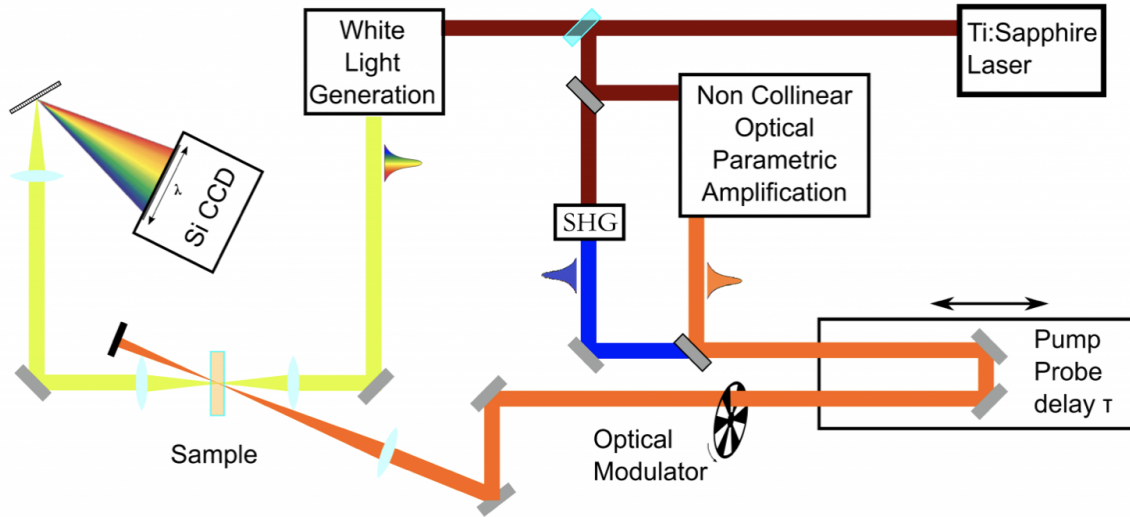 White
Light
Generation
Ti:Sapphire
Laser
Non Collinear
Optical
Parametric
Amplification
λ
Si CCD
SHG
Pump
Probe
delay τ
Optical
Modulator
Sample